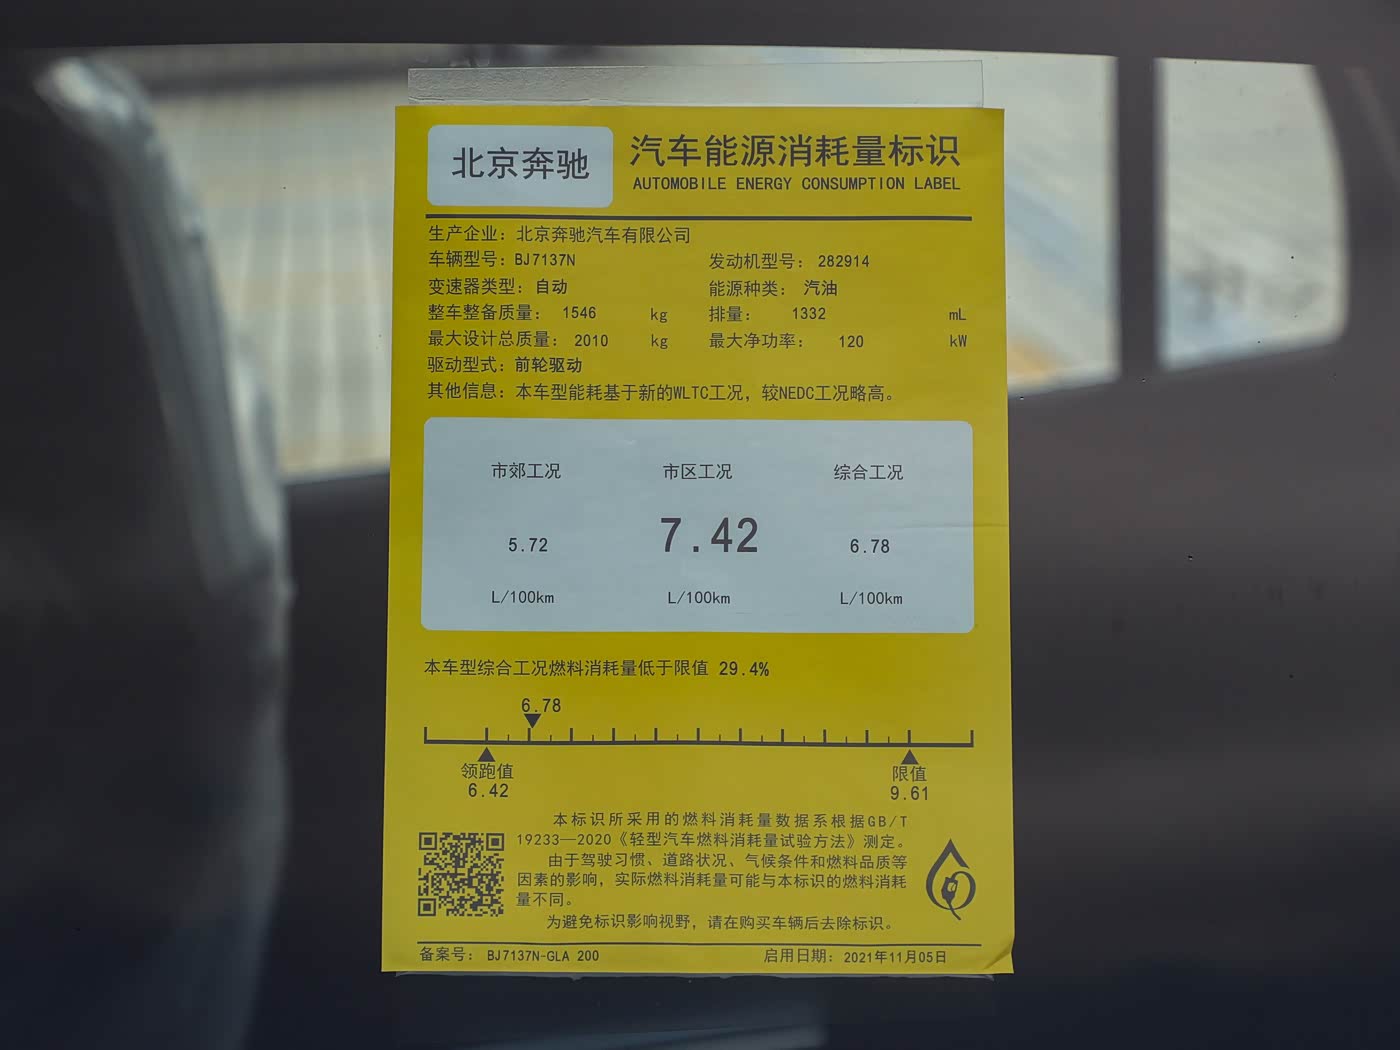 北京奔驰
汽车能源消耗量标识
AUTOMOBILE ENERGY CONSUMPTION LABEL
生产企业：北京奔驰汽车有限公司
车辆型号：BJ7137N 发动机型号：282914
变速器类型：自动 能源种类：汽油
整车整备质量：1546 kg 排量：1332 mL
最大设计总质量：2010 kg 最大净功率：120 kW
驱动型式：前轮驱动
其他信息：本车型能耗基于新的WLTC工况，较NEDC工况略高。
市郊工况 市区工况 综合工况
5.72 7.42 6.78
L/100km L/100km L/100km
本车型综合工况燃料消耗量低于限值 29.4%
6.78
领跑值 限值
6.42 9.61
本标识所采用的燃料消耗量数据系根据GB/T
19233—2020《轻型汽车燃料消耗量试验方法》测定。
由于驾驶习惯、道路状况、气候条件和燃料品质等
因素的影响，实际燃料消耗量可能与本标识的燃料消耗
量不同。
为避免标识影响视野，请在购买车辆后去除标识。
备案号：BJ7137N-GLA 200 启用日期：2021年11月05日